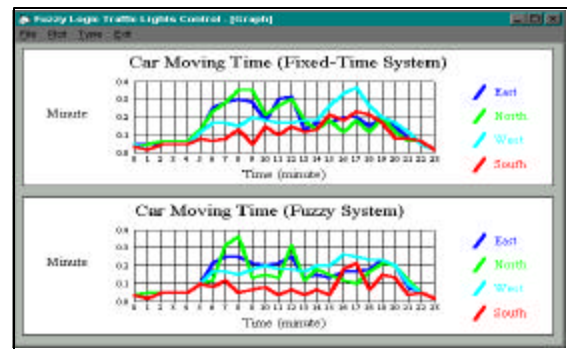 Fuzzy Logic Traffic Lights Control - [Graph]
File Plot Type Exit
Car Moving Time (Fixed-Time System)
Minute
0.4
0.3
0.2
0.1
0.0
0 1 2 3 4 5 6 7 8 9 10 11 12 13 14 15 16 17 18 19 20 21 22 23
Time (minute)
East
North
West
South
Car Moving Time (Fuzzy System)
Minute
0.4
0.3
0.2
0.1
0.0
0 1 2 3 4 5 6 7 8 9 10 11 12 13 14 15 16 17 18 19 20 21 22 23
Time (minute)
East
North
West
South